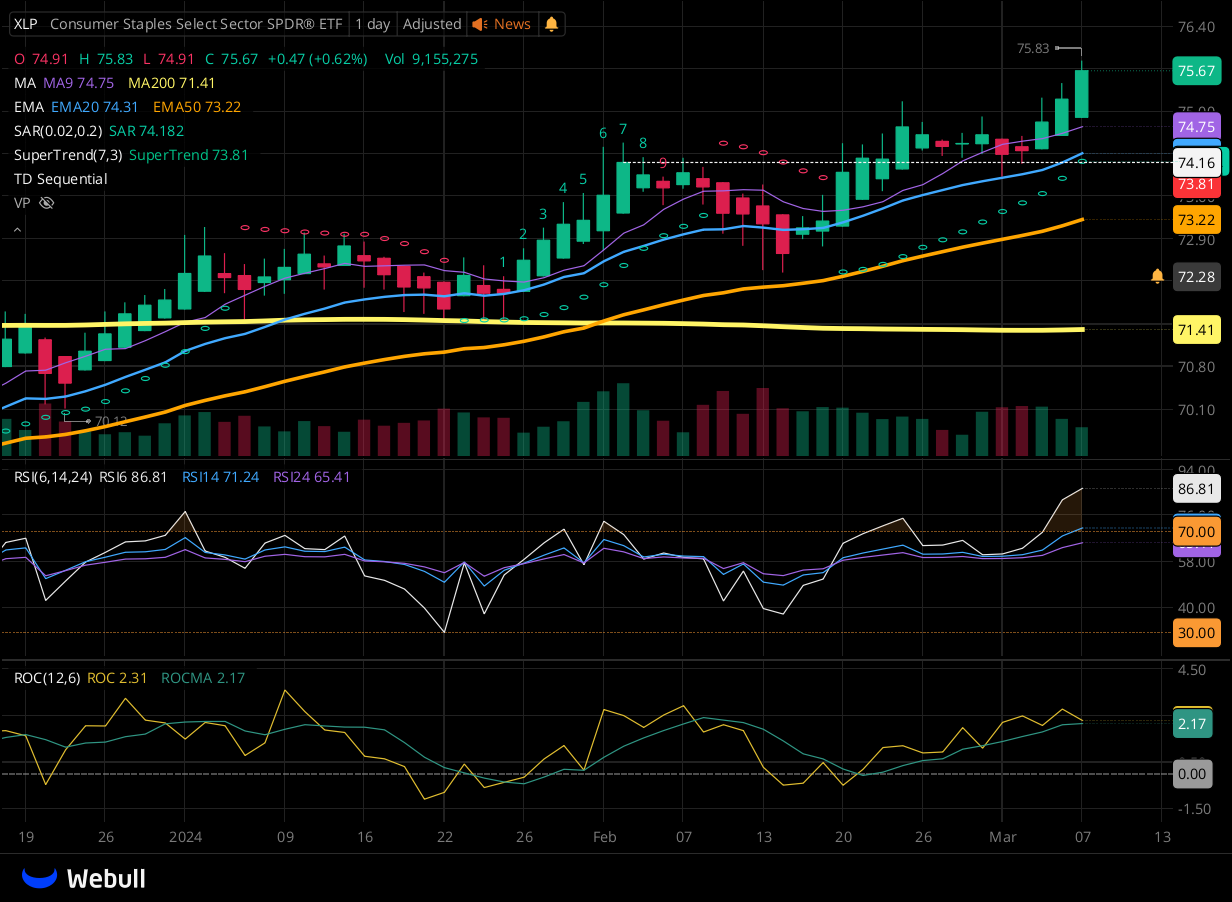 XLP Consumer Staples Select Sector SPDR® ETF 1 day Adjusted News
O 74.91 H 75.83 L 74.91 C 75.67 +0.47 (+0.62%) Vol 9,155,275
MA MA9 74.75 MA200 71.41
EMA EMA20 74.31 EMA50 73.22
SAR(0.02,0.2) SAR 74.182
SuperTrend(7,3) SuperTrend 73.81
TD Sequential
VP
75.83
1 2 3 4 5 6 7 8 9
1
70.12
76.40
75.67
75.00
74.75
74.16
73.81
73.22
72.90
72.28
71.41
70.80
70.10
RSI(6,14,24) RSI6 86.81 RSI14 71.24 RSI24 65.41
94.00
86.81
76.00
70.00
58.00
40.00
30.00
ROC(12,6) ROC 2.31 ROCMA 2.17
4.50
2.17
0.00
-1.50
19 26 2024 09 16 22 26 Feb 07 13 20 26 Mar 07 13
Webull